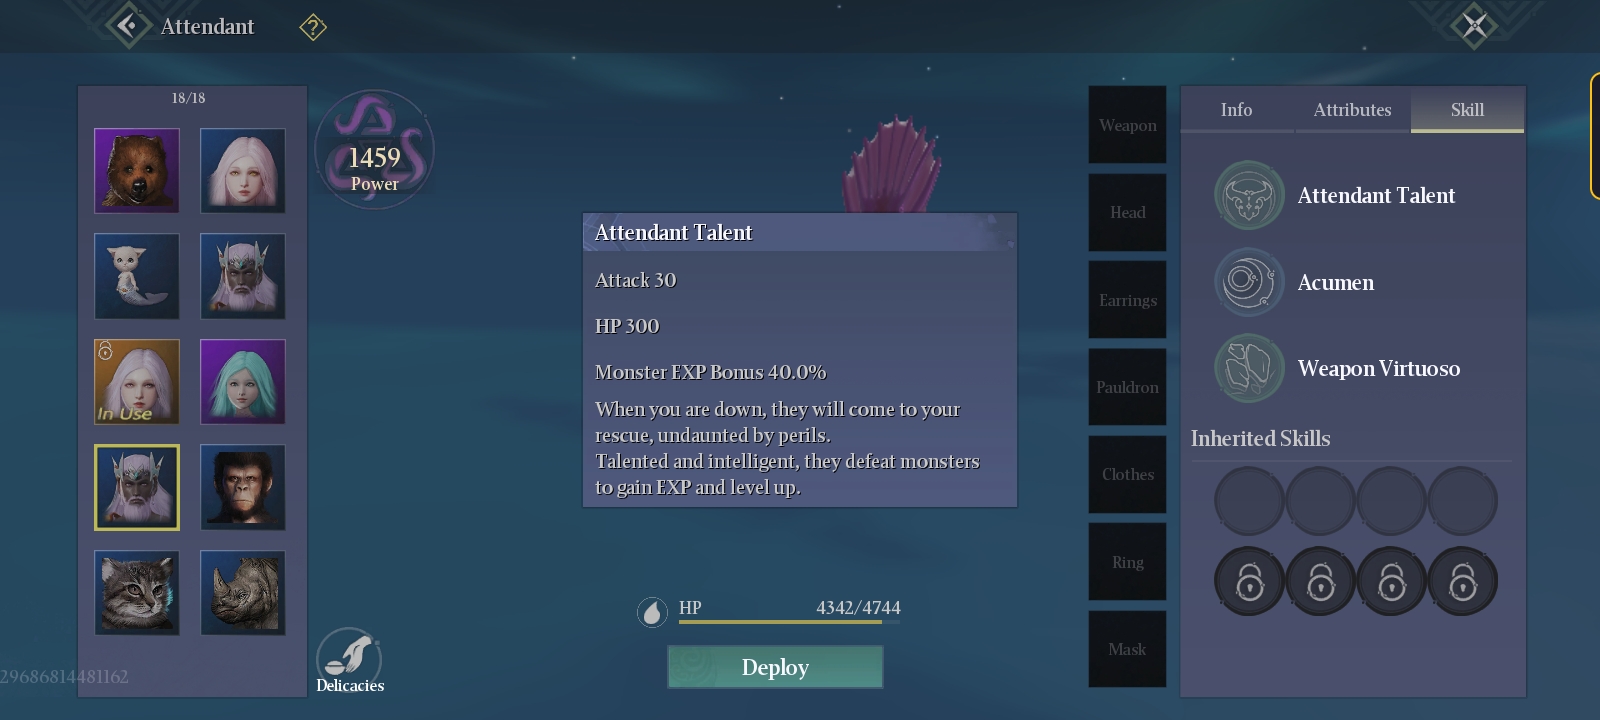 Attendant
?
18/18
1459
Power
In Use
Attendant Talent
Attack 30
HP 300
Monster EXP Bonus 40.0%
When you are down, they will come to your
rescue, undaunted by perils.
Talented and intelligent, they defeat monsters
to gain EXP and level up.
HP 4342/4744
Deploy
Delicacies
29686814481162
Weapon
Head
Earrings
Pauldron
Clothes
Ring
Mask
Info Attributes Skill
Attendant Talent
Acumen
Weapon Virtuoso
Inherited Skills